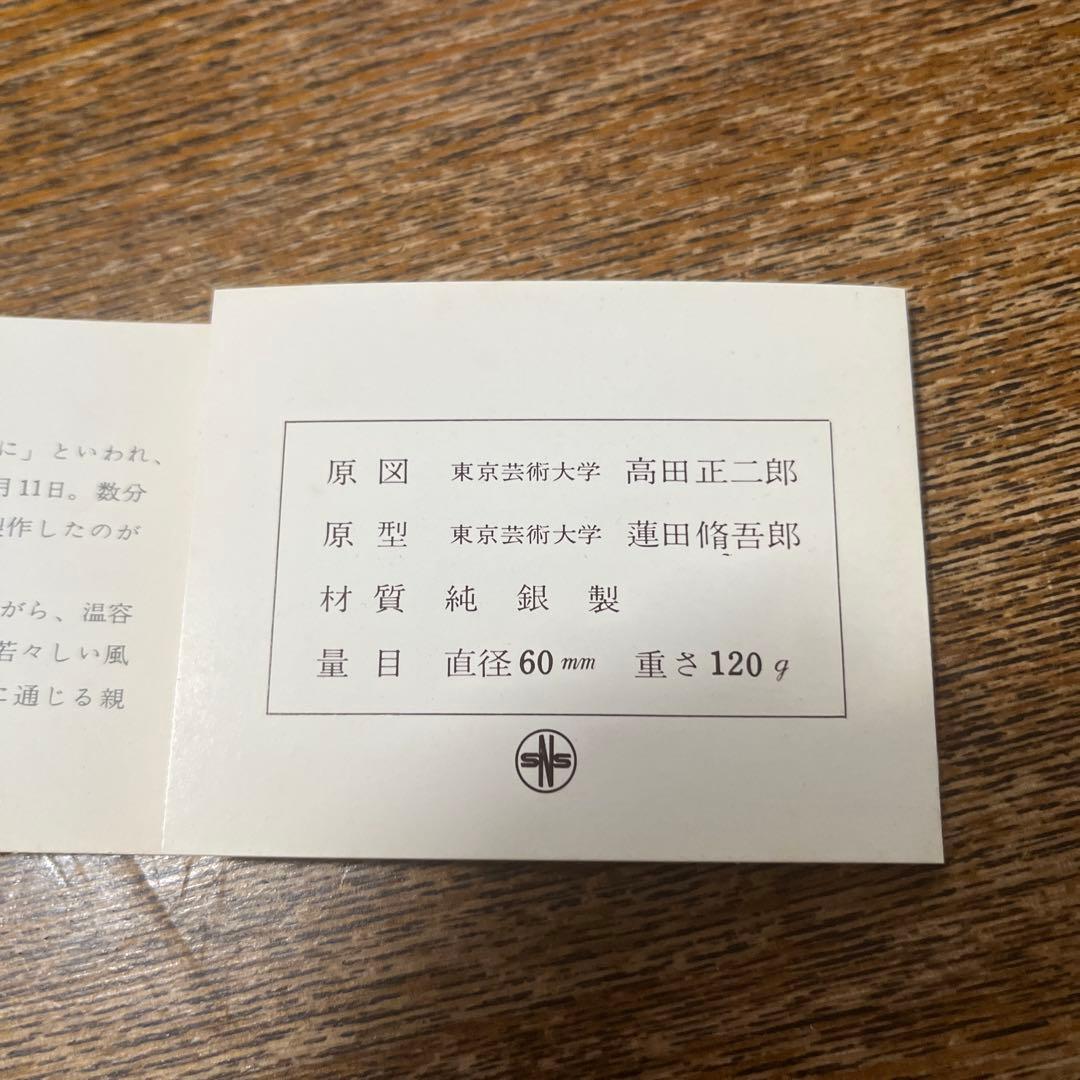 に」といわれ、
月11日。数分
作したのが
がら、温容
若々しい風
に通じる親
原図 東京芸術大学 高田正二郎
原型 東京芸術大学 蓮田脩吾郎
材質 純銀製
量目 直径60mm 重さ120g
SNS